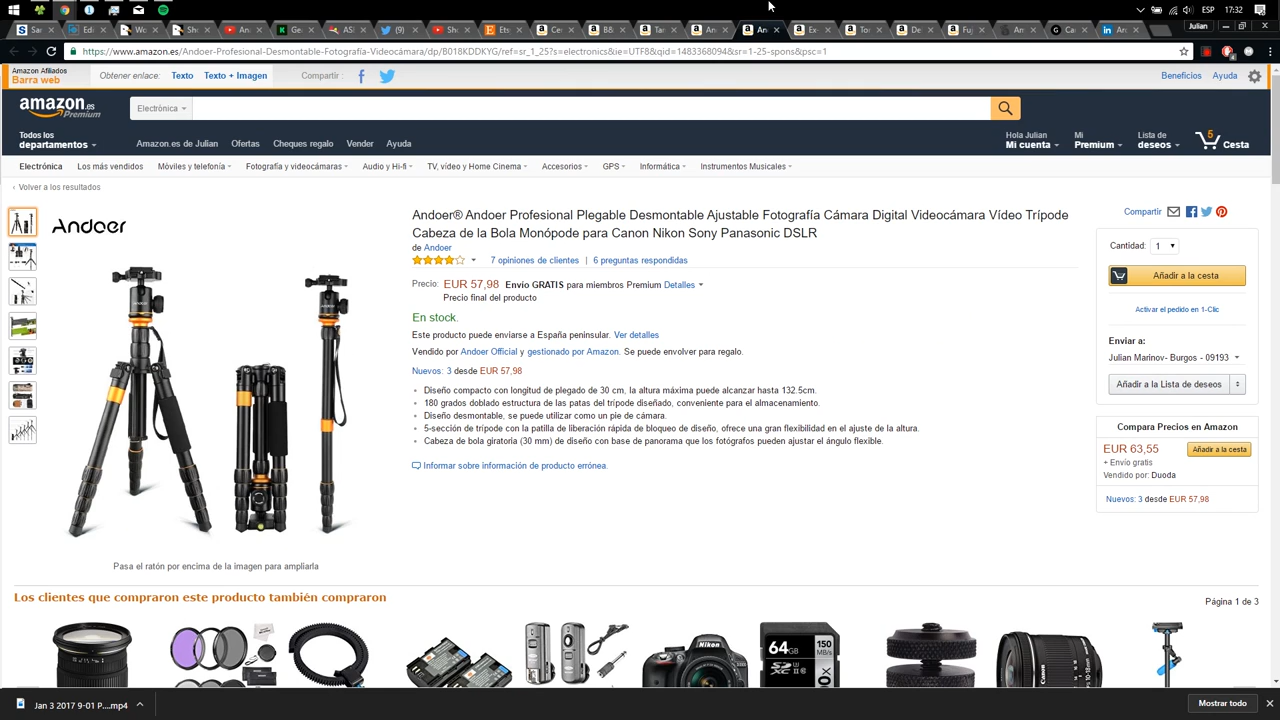 17:32
ESP
Julian
https://www.amazon.es/Andoer-Profesional-Desmontable-Fotografía-Videocámara/dp/B018KDDKYG/ref=sr_1_25?s=electronics&ie=UTF8&qid=1483368094&sr=1-25-spons&psc=1
Amazon Afiliados
Barra web
Obtener enlace: Texto Texto + Imagen Compartir :
Beneficios Ayuda
amazon.es
Premium
Electrónica
Todos los
departamentos
Amazon.es de Julian Ofertas Cheques regalo Vender Ayuda
Hola Julian
Mi cuenta
Mi
Premium
Lista de
deseos
5
Cesta
Electrónica Los más vendidos Móviles y telefonía Fotografía y videocámaras Audio y Hi-fi TV, vídeo y Home Cinema Accesorios GPS Informática Instrumentos Musicales
‹ Volver a los resultados
Andoer
Andoer® Andoer Profesional Plegable Desmontable Ajustable Fotografía Cámara Digital Videocámara Vídeo Trípode
Cabeza de la Bola Monópode para Canon Nikon Sony Panasonic DSLR
de Andoer
7 opiniones de clientes | 6 preguntas respondidas
Precio: EUR 57,98 Envío GRATIS para miembros Premium Detalles
Precio final del producto
En stock.
Este producto puede enviarse a España peninsular. Ver detalles
Vendido por Andoer Official y gestionado por Amazon. Se puede envolver para regalo.
Nuevos: 3 desde EUR 57,98
Diseño compacto con longitud de plegado de 30 cm, la altura máxima puede alcanzar hasta 132.5cm.
180 grados doblado estructura de las patas del trípode diseñado, conveniente para el almacenamiento.
Diseño desmontable, se puede utilizar como un pie de cámara.
5-sección de trípode con la patilla de liberación rápida de bloqueo de diseño, ofrece una gran flexibilidad en el ajuste de la altura.
Cabeza de bola giratoria (30 mm) de diseño con base de panorama que los fotógrafos pueden ajustar el ángulo flexible.
Informar sobre información de producto errónea.
Pasa el ratón por encima de la imagen para ampliarla
Compartir
Cantidad: 1
Añadir a la cesta
Activar el pedido en 1-Clic
Enviar a:
Julian Marinov- Burgos - 09193
Añadir a la Lista de deseos
Compara Precios en Amazon
EUR 63,55
Añadir a la cesta
+ Envío gratis
Vendido por: Duoda
Nuevos: 3 desde EUR 57,98
Los clientes que compraron este producto también compraron
Página 1 de 3
Nikon
64
150
MB/s
Jan 3 2017 9-01 P....mp4
Mostrar todo